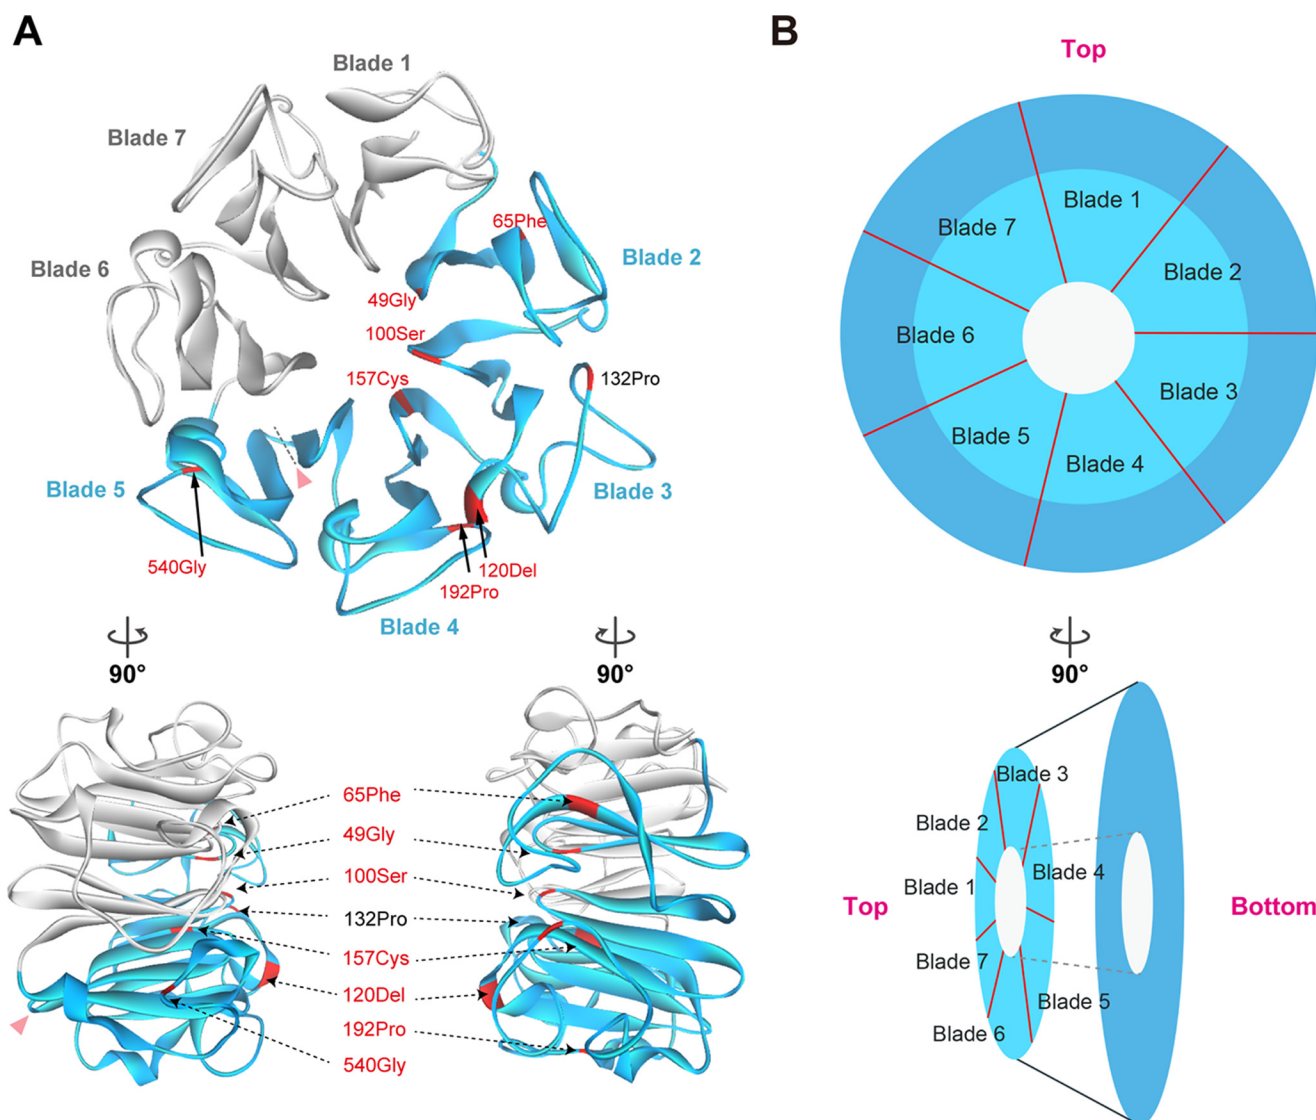 A
Blade 1
Blade 7
Blade 6
65Phe
Blade 2
49Gly
100Ser
157Cys
132Pro
Blade 5
Blade 3
540Gly
120Del
192Pro
Blade 4
90°
90°
65Phe
49Gly
100Ser
132Pro
157Cys
120Del
192Pro
540Gly
B
Top
Blade 1
Blade 7
Blade 2
Blade 6
Blade 3
Blade 5
Blade 4
90°
Blade 3
Blade 2
Blade 4
Blade 1
Top
Bottom
Blade 7
Blade 5
Blade 6